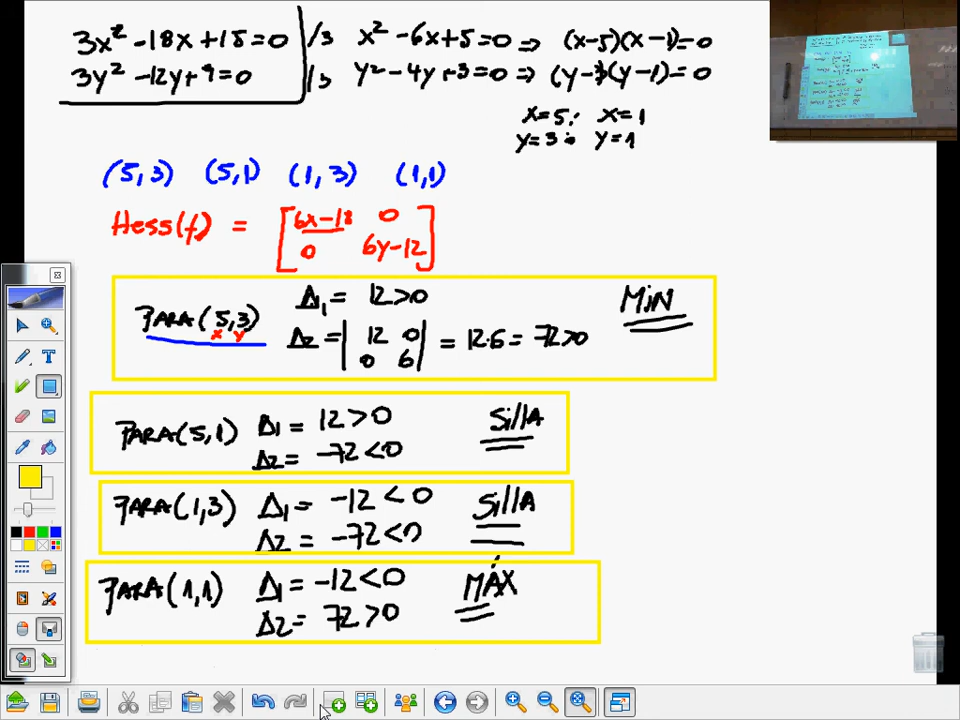 3x² -18x +15=0 /3 x² -6x+5=0 ⇒ (x-5)(x-1)=0
3y² -12y+9=0 /3 y² -4y+3=0 ⇒ (y-3)(y-1)=0
x=5; x=1
y=3; y=1
(5,3) (5,1) (1,3) (1,1)
Hess(f) = [6x-18 0
0 6y-12]
PARA(5,3) Δ1 = 12>0 MiN
x y Δ2 = |12 0
0 6| = 12·6 = 72>0
PARA(5,1) Δ1 = 12>0 SillA
Δ2 = -72<0
PARA(1,3) Δ1 = -12<0 SillA
Δ2 = -72<0
PARA(1,1) Δ1 = -12<0 MÁX
Δ2 = 72>0